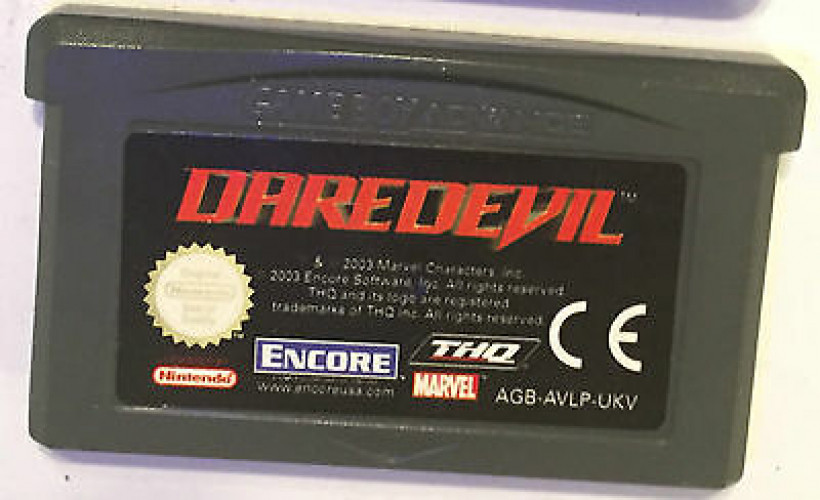 GAME BOY ADVANCE
DAREDEVIL™
& 2003 Marvel Characters, Inc.
2003 Encore Software, Inc. All rights reserved.
THQ and its logo are registered
trademarks of THQ Inc. All rights reserved.
CE
Nintendo
ENCORE
www.encoreusa.com
THQ
MARVEL
AGB-AVLP-UKV